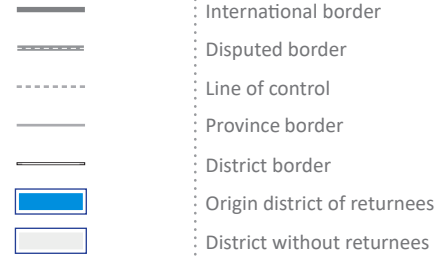 International border
Disputed border
Line of control
Province border
District border
Origin district of returnees
District without returnees